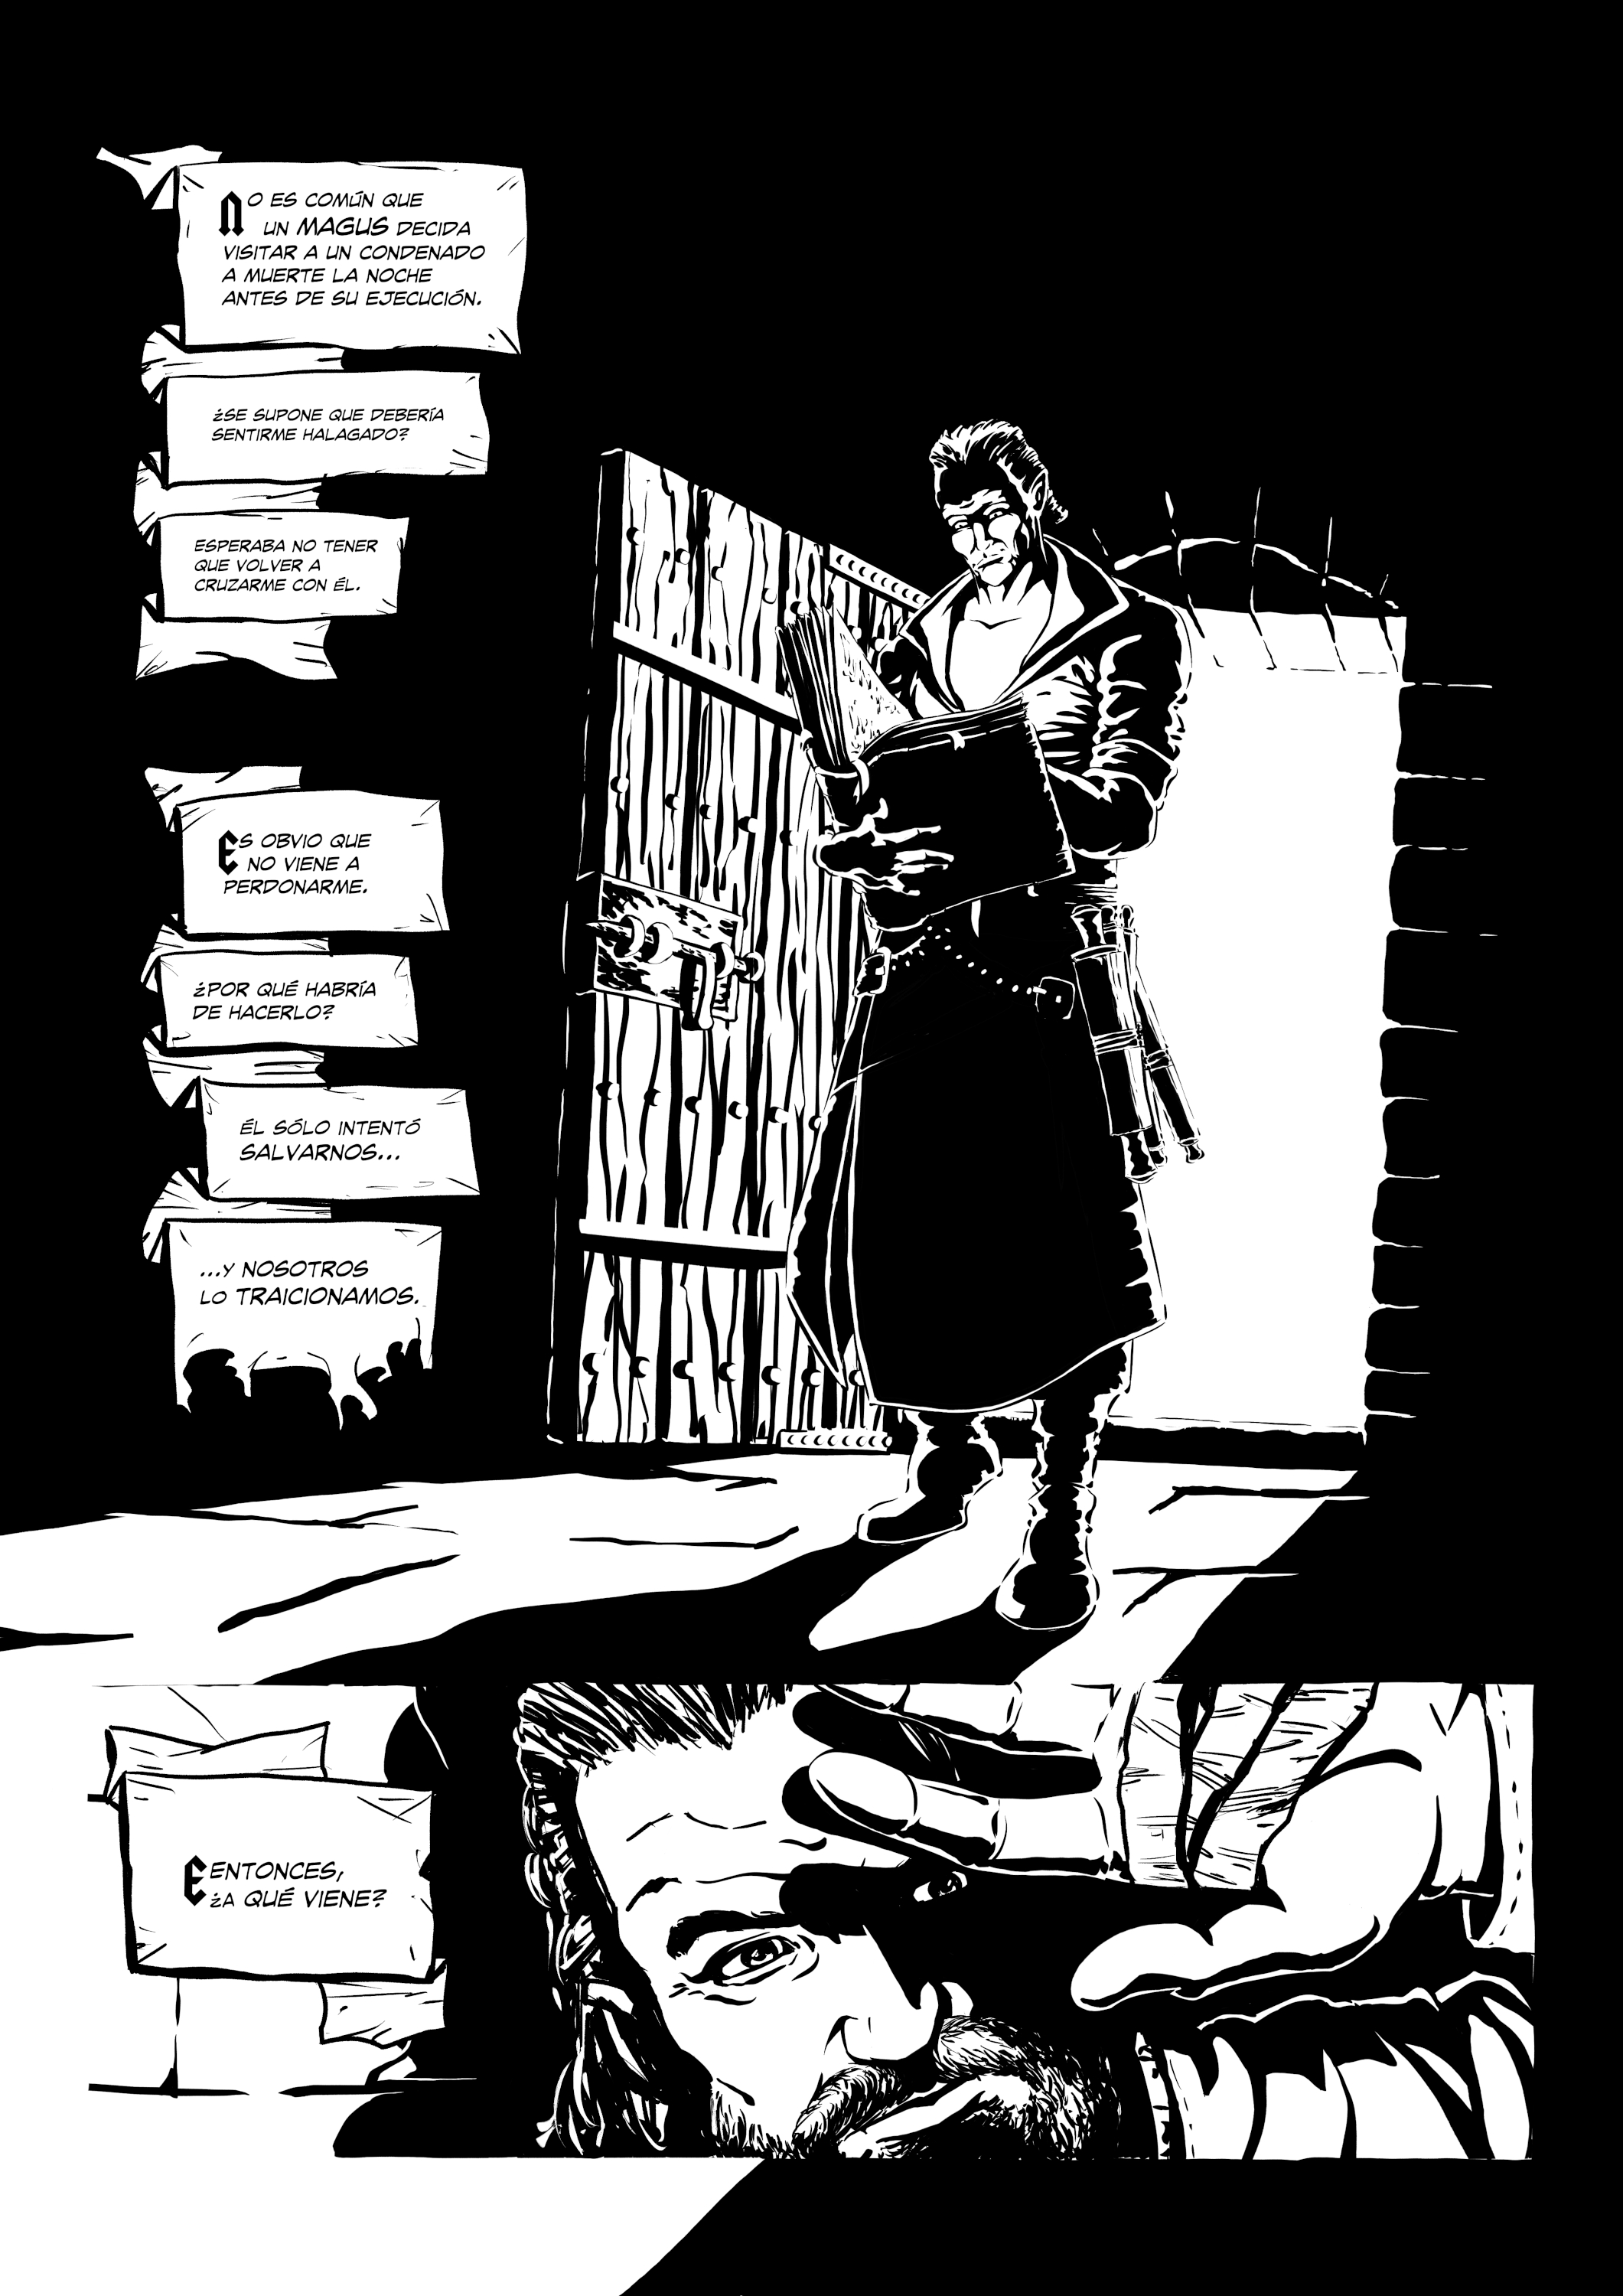 NO ES COMÚN QUE
UN MAGUS DECIDA
VISITAR A UN CONDENADO
A MUERTE LA NOCHE
ANTES DE SU EJECUCIÓN.
¿SE SUPONE QUE DEBERÍA
SENTIRME HALAGADO?
ESPERABA NO TENER
QUE VOLVER A
CRUZARME CON ÉL.
ES OBVIO QUE
NO VIENE A
PERDONARME.
¿POR QUÉ HABRÍA
DE HACERLO?
ÉL SÓLO INTENTÓ
SALVARNOS...
...Y NOSOTROS
LO TRAICIONAMOS.
EENTONCES,
¿A QUÉ VIENE?